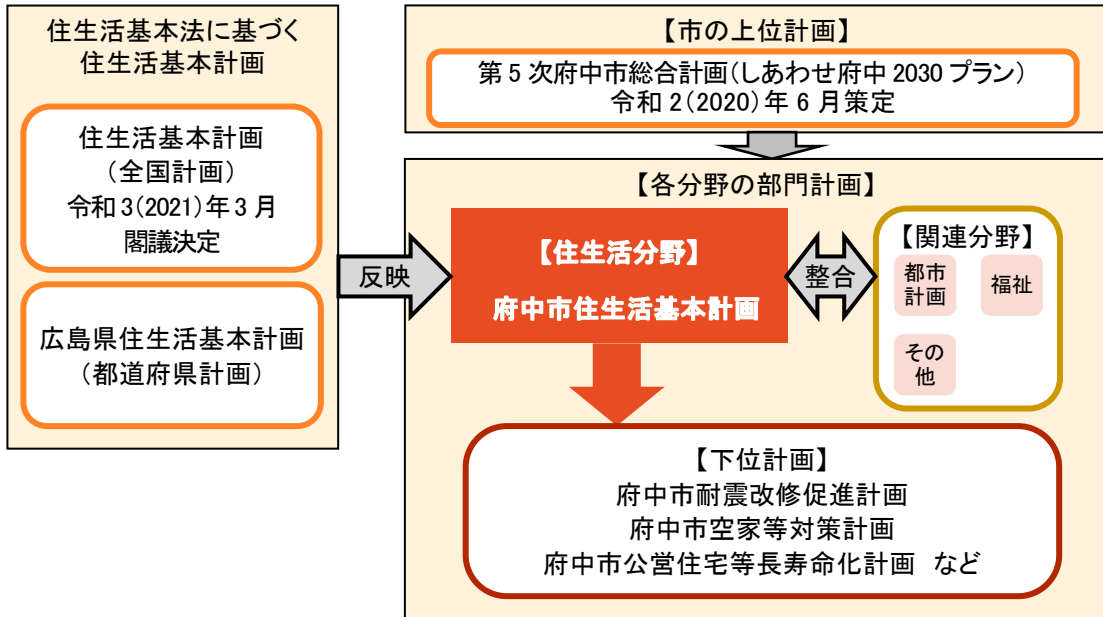 住生活基本法に基づく
住生活基本計画
住生活基本計画
(全国計画)
令和3(2021)年3月
閣議決定
広島県住生活基本計画
(都道府県計画)
反映
【市の上位計画】
第5次府中市総合計画(しあわせ府中2030プラン)
令和2(2020)年6月策定
【各分野の部門計画】
【住生活分野】
府中市住生活基本計画
整合
【関連分野】
都市
計画
福祉
その
他
【下位計画】
府中市耐震改修促進計画
府中市空家等対策計画
府中市公営住宅等長寿命化計画 など